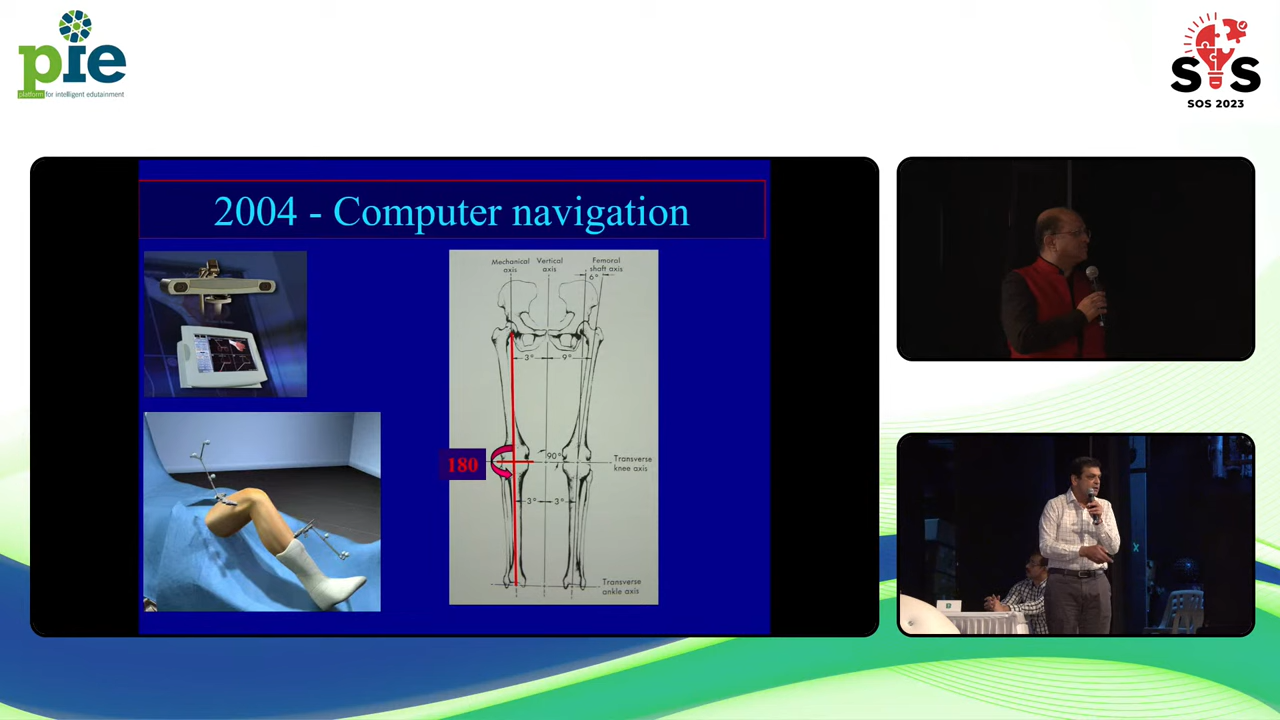 pie
platform for intelligent edutainment
SOS
SOS 2023
2004 - Computer navigation
Mechanical axis
Vertical axis
Femoral shaft axis
6°
3°
9°
180
90°
Transverse knee axis
3°
3°
Transverse ankle axis